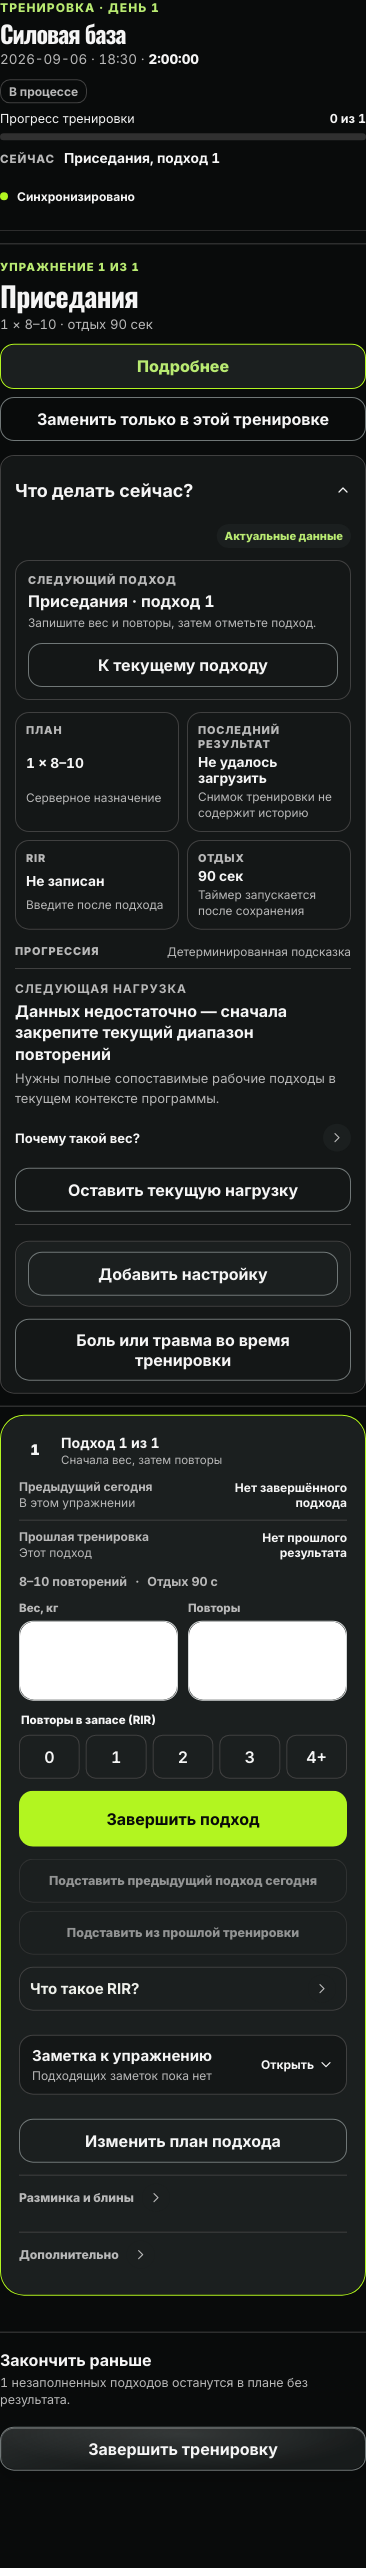 ТРЕНИРОВКА · ДЕНЬ 1
Силовая база
2026-09-06 · 18:30 · 2:00:00
В процессе
Прогресс тренировки 0 из 1
СЕЙЧАС Приседания, подход 1
Синхронизировано
УПРАЖНЕНИЕ 1 ИЗ 1
Приседания
1 × 8–10 · отдых 90 сек
Подробнее
Заменить только в этой тренировке
Что делать сейчас?
Актуальные данные
СЛЕДУЮЩИЙ ПОДХОД
Приседания · подход 1
Запишите вес и повторы, затем отметьте подход.
К текущему подходу
ПЛАН
1 × 8–10
Серверное назначение
ПОСЛЕДНИЙ
РЕЗУЛЬТАТ
Не удалось
загрузить
Снимок тренировки не
содержит историю
RIR
Не записан
Введите после подхода
ОТДЫХ
90 сек
Таймер запускается
после сохранения
ПРОГРЕССИЯ Детерминированная подсказка
СЛЕДУЮЩАЯ НАГРУЗКА
Данных недостаточно — сначала
закрепите текущий диапазон
повторений
Нужны полные сопоставимые рабочие подходы в
текущем контексте программы.
Почему такой вес?
Оставить текущую нагрузку
Добавить настройку
Боль или травма во время
тренировки
1 Подход 1 из 1
Сначала вес, затем повторы
Предыдущий сегодня
В этом упражнении
Нет завершённого
подхода
Прошлая тренировка
Этот подход
Нет прошлого
результата
8–10 повторений · Отдых 90 с
Вес, кг Повторы
Повторы в запасе (RIR)
0 1 2 3 4+
Завершить подход
Подставить предыдущий подход сегодня
Подставить из прошлой тренировки
Что такое RIR?
Заметка к упражнению
Подходящих заметок пока нет
Открыть
Изменить план подхода
Разминка и блины
Дополнительно
Закончить раньше
1 незаполненных подходов останутся в плане без
результата.
Завершить тренировку